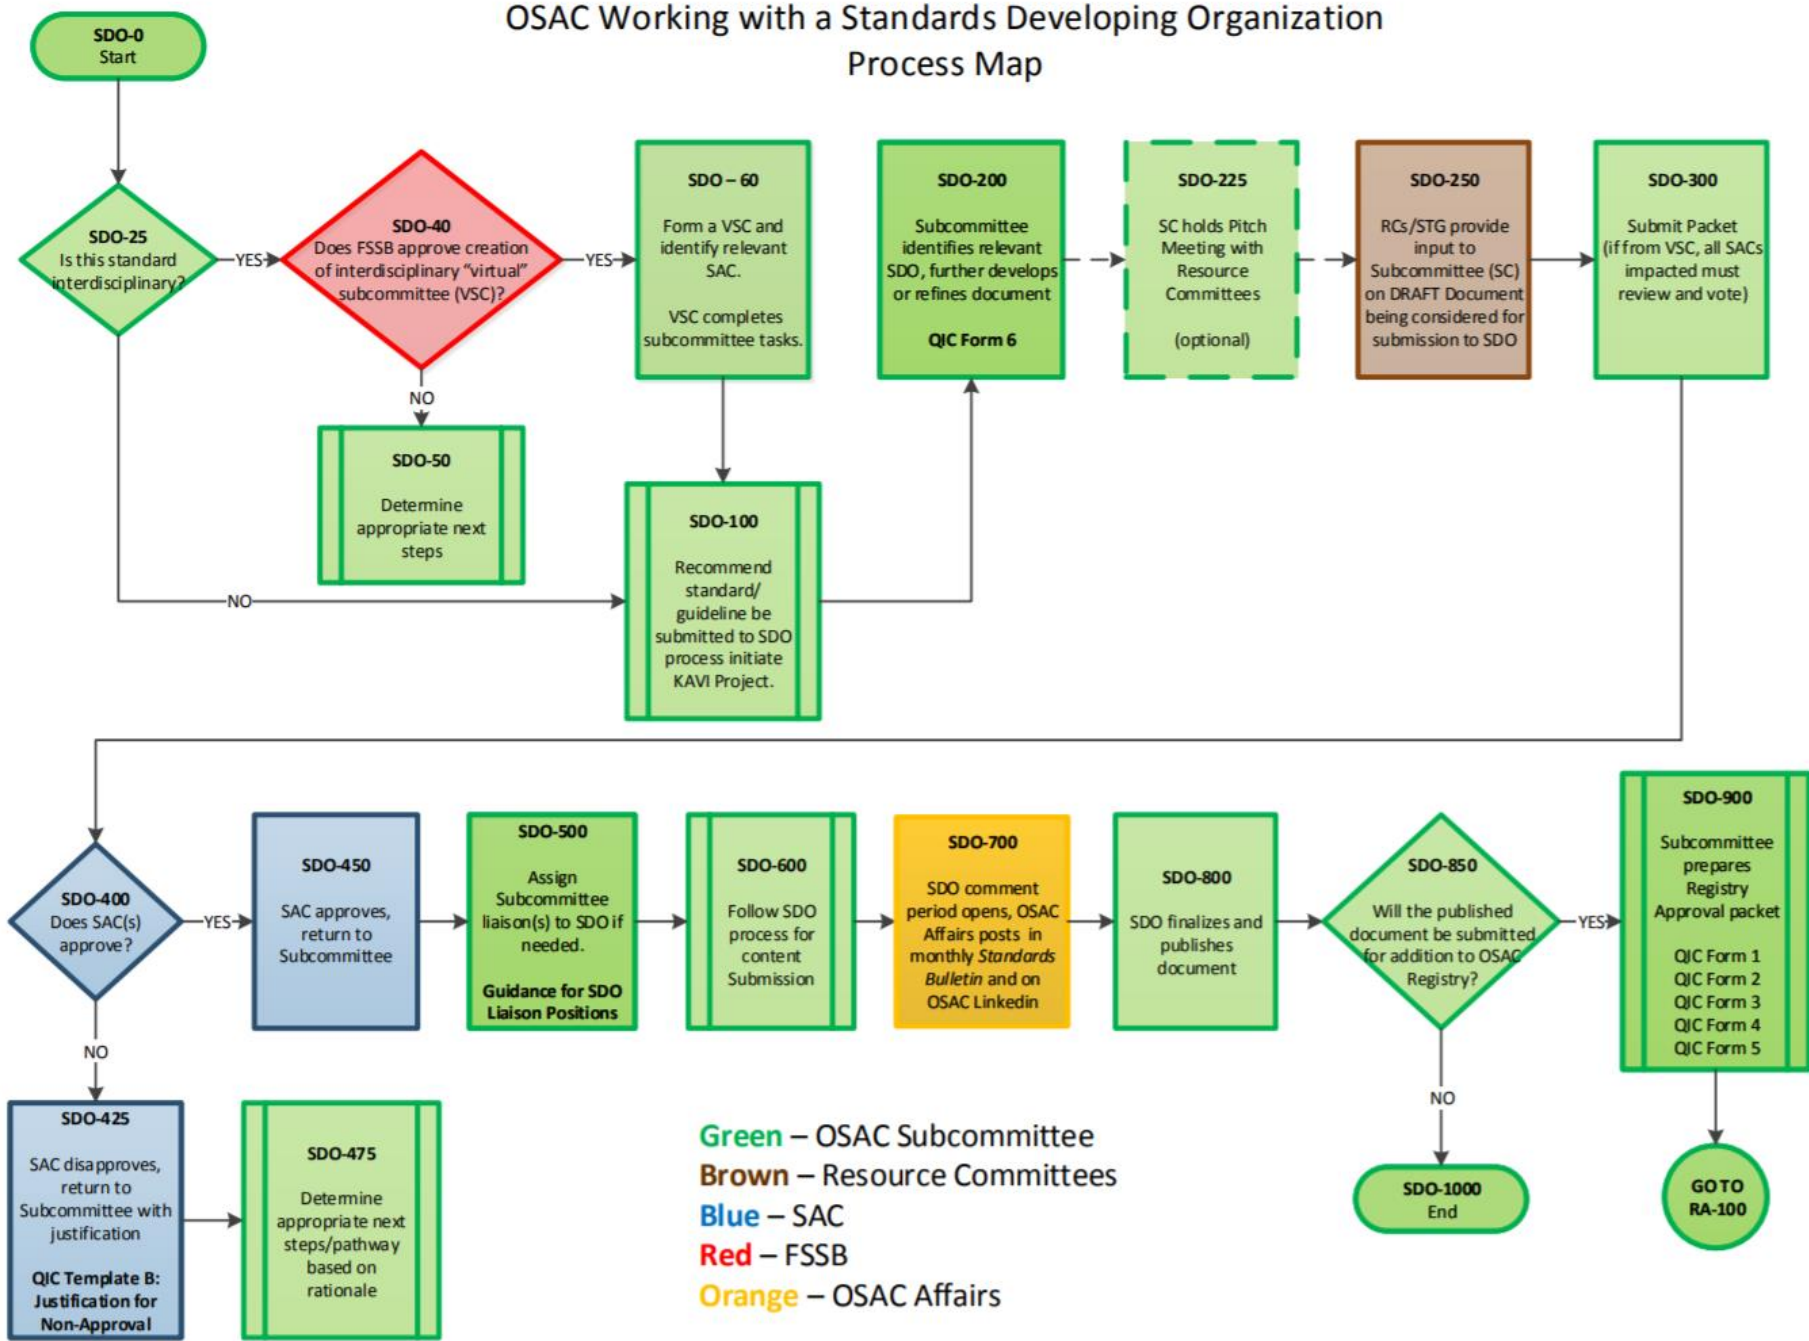 OSAC Working with a Standards Developing Organization
Process Map
SDO-0
Start
SDO-25
Is this standard
interdisciplinary?
YES
NO
SDO-40
Does FSSB approve creation
of interdisciplinary “virtual”
subcommittee (VSC)?
YES
NO
SDO-50
Determine
appropriate next
steps
SDO – 60
Form a VSC and
identify relevant
SAC.
VSC completes
subcommittee tasks.
SDO-100
Recommend
standard/
guideline be
submitted to SDO
process initiate
KAVI Project.
SDO-200
Subcommittee
identifies relevant
SDO, further develops
or refines document
QIC Form 6
SDO-225
SC holds Pitch
Meeting with
Resource
Committees
(optional)
SDO-250
RCs/STG provide
input to
Subcommittee (SC)
on DRAFT Document
being considered for
submission to SDO
SDO-300
Submit Packet
(if from VSC, all SACs
impacted must
review and vote)
SDO-400
Does SAC(s)
approve?
YES
NO
SDO-425
SAC disapproves,
return to
Subcommittee with
justification
QIC Template B:
Justification for
Non-Approval
SDO-475
Determine
appropriate next
steps/pathway
based on
rationale
SDO-450
SAC approves,
return to
Subcommittee
SDO-500
Assign
Subcommittee
liaison(s) to SDO if
needed.
Guidance for SDO
Liaison Positions
SDO-600
Follow SDO
process for
content
Submission
SDO-700
SDO comment
period opens, OSAC
Affairs posts in
monthly Standards
Bulletin and on
OSAC Linkedin
SDO-800
SDO finalizes and
publishes
document
SDO-850
Will the published
document be submitted
for addition to OSAC
Registry?
YES
NO
SDO-900
Subcommittee
prepares
Registry
Approval packet
QIC Form 1
QIC Form 2
QIC Form 3
QIC Form 4
QIC Form 5
SDO-1000
End
GO TO
RA-100
Green – OSAC Subcommittee
Brown – Resource Committees
Blue – SAC
Red – FSSB
Orange – OSAC Affairs